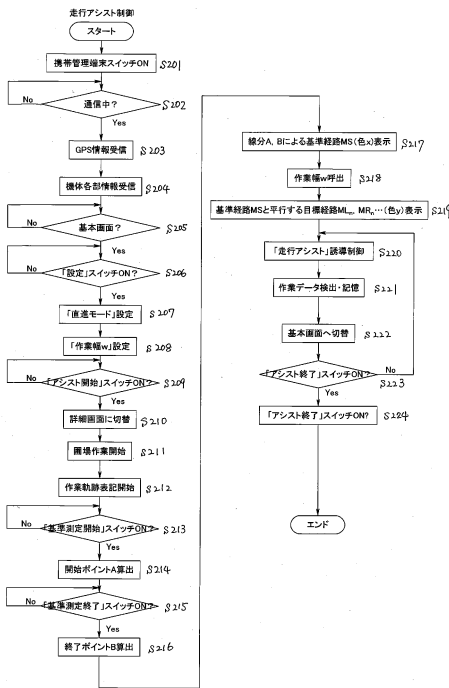 走行アシスト制御
スタート
携帯管理端末スイッチON
S201
通信中?
S202
No
Yes
GPS情報受信
S203
機体各部情報受信
S204
基本画面?
S205
No
Yes
「設定」スイッチON?
S206
No
Yes
「直進モード」設定
S207
「作業幅w」設定
S208
「アシスト開始」スイッチON?
S209
No
Yes
詳細画面に切替
S210
圃場作業開始
S211
作業軌跡表記開始
S212
「基準測定開始」スイッチON?
S213
No
Yes
開始ポイントA算出
S214
「基準測定終了」スイッチON?
S215
No
Yes
終了ポイントB算出
S216
線分A, Bによる基準経路MS(色x)表示
S217
作業幅w呼出
S218
基準経路MSと平行する目標経路MLn, MRn…(色y)表示
S219
「走行アシスト」誘導制御
S220
作業データ検出・記憶
S221
基本画面へ切替
S222
「アシスト終了」スイッチON?
No
S223
Yes
「アシスト終了」スイッチON?
S224
エンド